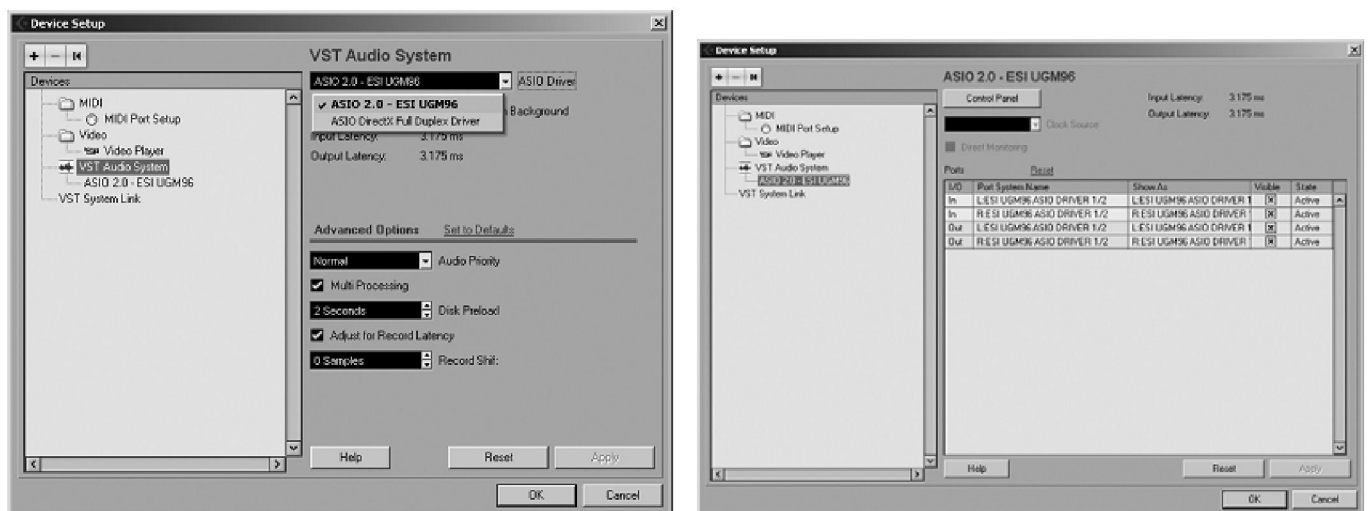 Device Setup
VST Audio System
Devices
ASIO 2.0 - ESI UGM96
ASIO Driver
MIDI
ASIO 2.0 - ESI UGM96
Background
MIDI Port Setup
ASIO DirectX Full Duplex Driver
Video
Input Latency: 3.175 ms
Video Player
Output Latency: 3.175 ms
VST Audio System
ASIO 2.0 - ESI UGM96
VST System Link
Advanced Options Set to Defaults
Normal Audio Priority
Multi Processing
2 Seconds Disk Preload
Adjust for Record Latency
0 Samples Record Shift:
Help Reset Apply
OK Cancel
Device Setup
ASIO 2.0 - ESI UGM96
Devices
MIDI
MIDI Port Setup
Video
Video Player
VST Audio System
ASIO 2.0 - ESI UGM96
VST System Link
Control Panel Input Latency: 3.175 ms
Output Latency: 3.175 ms
Clock Source
Direct Monitoring
Ports Reset
I/O Port System Name Show As Visible State
In L:ESI UGM96 ASIO DRIVER 1/2 L:ESI UGM96 ASIO DRIVER 1 Active
In R:ESI UGM96 ASIO DRIVER 1/2 R:ESI UGM96 ASIO DRIVER Active
Out L:ESI UGM96 ASIO DRIVER 1/2 L:ESI UGM96 ASIO DRIVER 1 Active
Out R:ESI UGM96 ASIO DRIVER 1/2 R:ESI UGM96 ASIO DRIVER Active
Help Reset Apply
OK Cancel